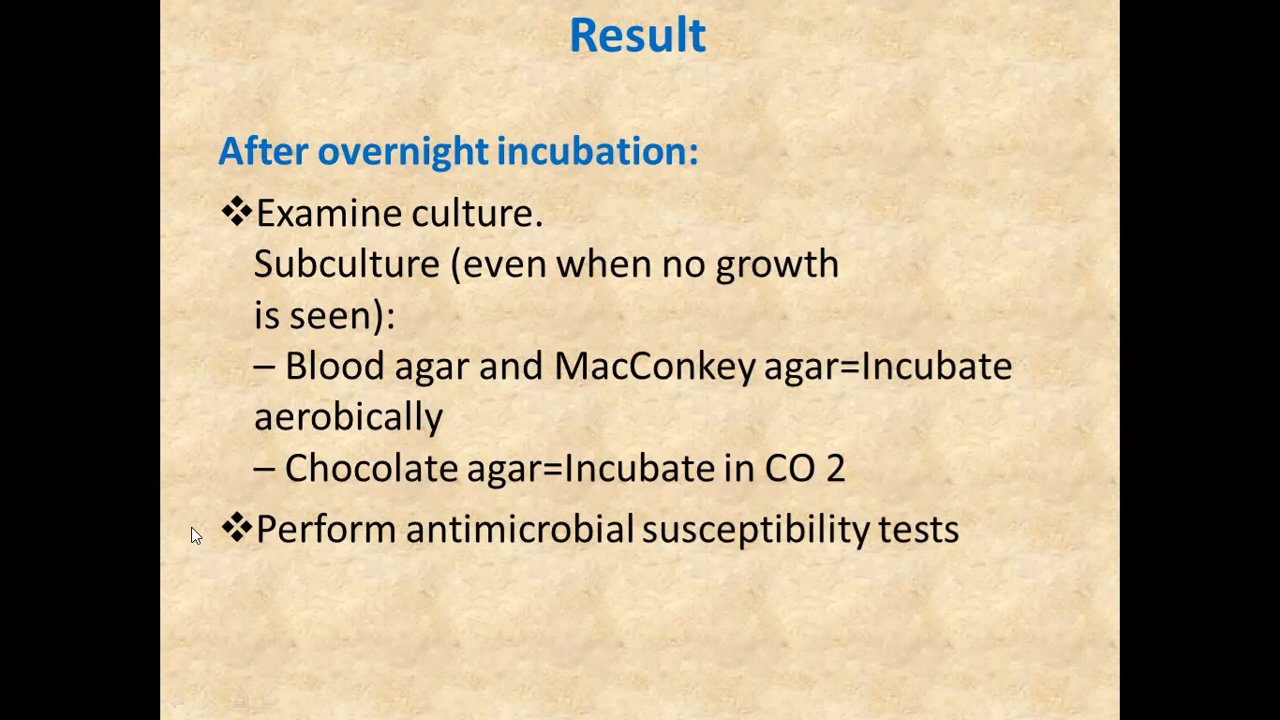 Result
After overnight incubation:
❖Examine culture.
Subculture (even when no growth
is seen):
– Blood agar and MacConkey agar=Incubate
aerobically
– Chocolate agar=Incubate in CO 2
❖Perform antimicrobial susceptibility tests